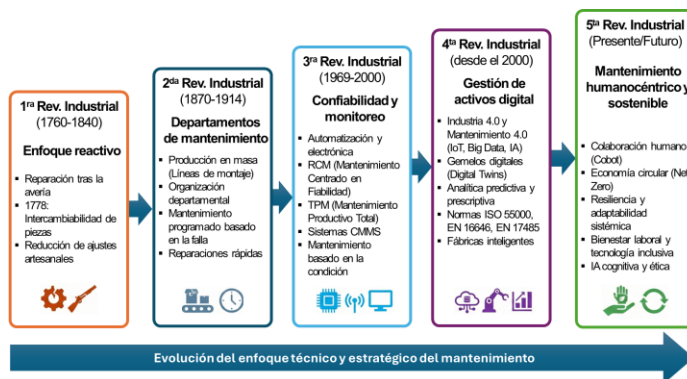 1ra Rev. Industrial
(1760-1840)
Enfoque reactivo
Reparación tras la
avería
1778:
Intercambiabilidad de
piezas
Reducción de ajustes
artesanales
2da Rev. Industrial
(1870-1914)
Departamentos
de mantenimiento
Producción en masa
(Líneas de montaje)
Organización
departamental
Mantenimiento
programado basado
en la falla
Reparaciones rápidas
3ra Rev. Industrial
(1969-2000)
Confiabilidad y
monitoreo
Automatización y
electrónica
RCM (Mantenimiento
Centrado en
Fiabilidad)
TPM (Mantenimiento
Productivo Total)
Sistemas CMMS
Mantenimiento
basado en la
condición
4ta Rev. Industrial
(desde el 2000)
Gestión de
activos digital
Industria 4.0 y
Mantenimiento 4.0
(IoT, Big Data, IA)
Gemelos digitales
(Digital Twins)
Analítica predictiva y
prescriptiva
Normas ISO 55000,
EN 16646, EN 17485
Fábricas inteligentes
5ta Rev. Industrial
(Presente/Futuro)
Mantenimiento
humanocéntrico y
sostenible
Colaboración humano
(Cobot)
Economía circular (Net
Zero)
Resiliencia y
adaptabilidad
sistémica
Bienestar laboral y
tecnología inclusiva
IA cognitiva y ética
Evolución del enfoque técnico y estratégico del mantenimiento